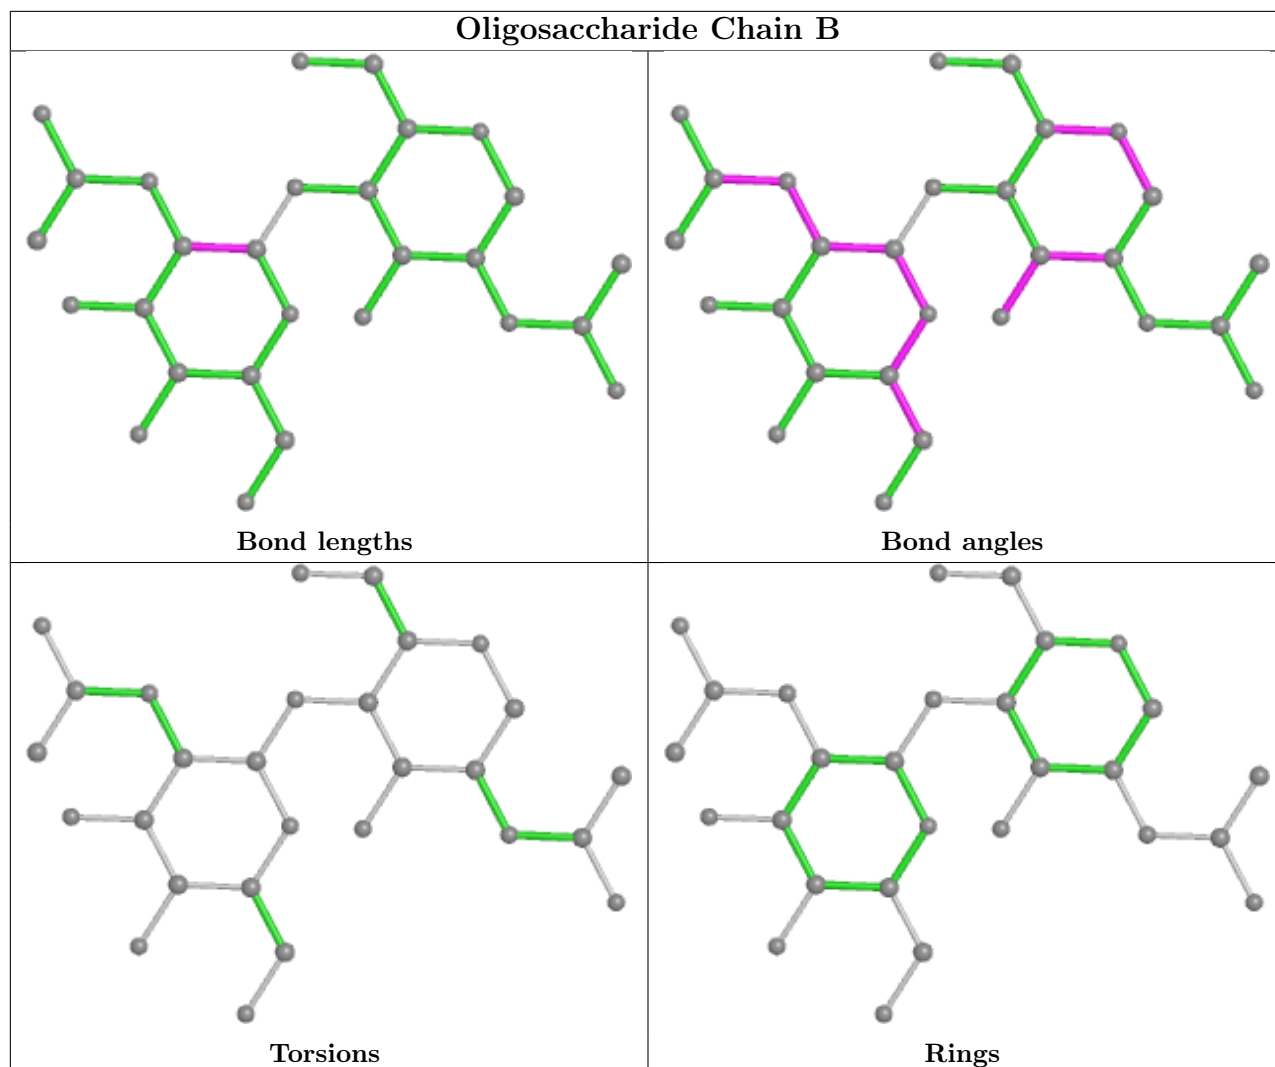 Oligosaccharide Chain B
Bond lengths
Bond angles
Torsions
Rings